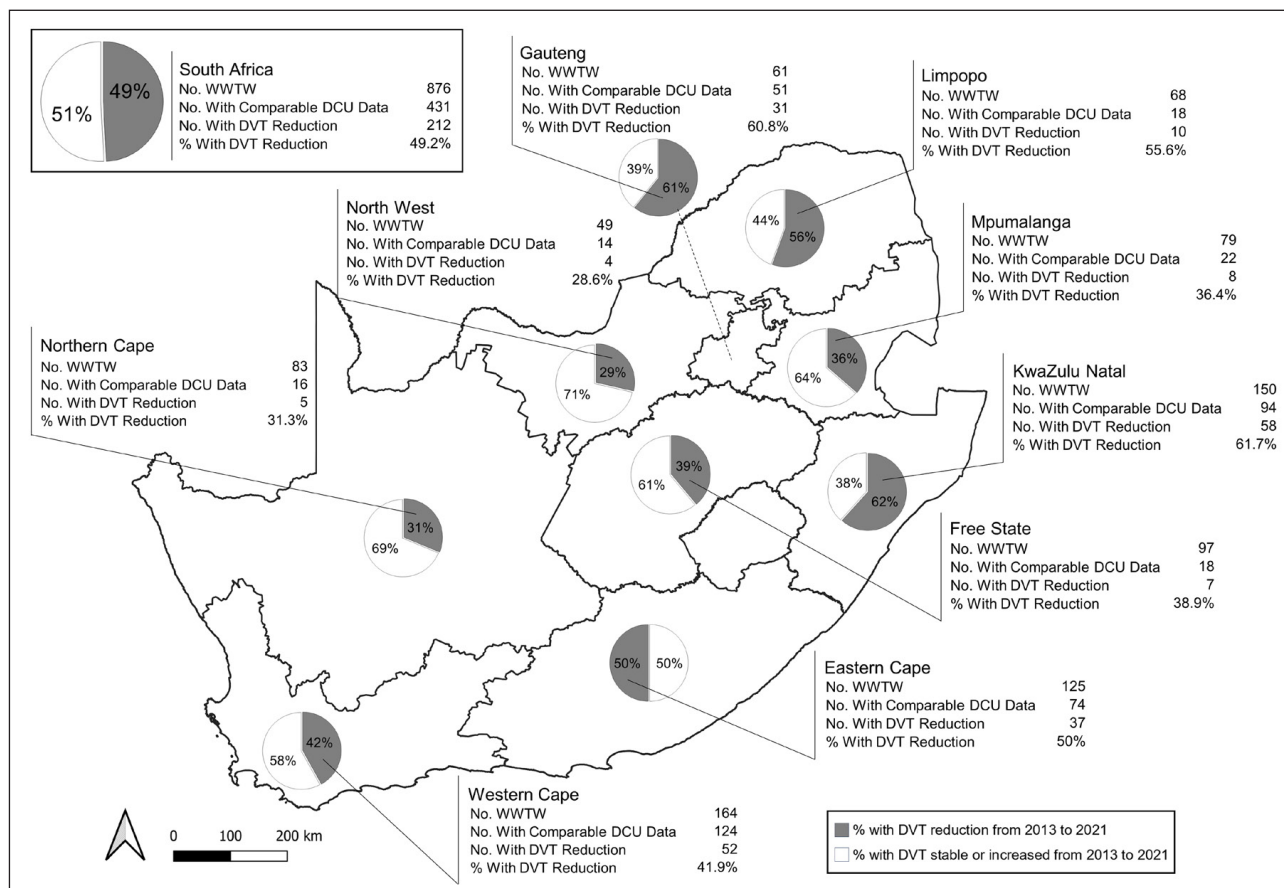 51%
49%
South Africa
No. WWTW 876
No. With Comparable DCU Data 431
No. With DVT Reduction 212
% With DVT Reduction 49.2%
Gauteng
No. WWTW 61
No. With Comparable DCU Data 51
No. With DVT Reduction 31
% With DVT Reduction 60.8%
39%
61%
Limpopo
No. WWTW 68
No. With Comparable DCU Data 18
No. With DVT Reduction 10
% With DVT Reduction 55.6%
44%
56%
North West
No. WWTW 49
No. With Comparable DCU Data 14
No. With DVT Reduction 4
% With DVT Reduction 28.6%
29%
71%
Mpumalanga
No. WWTW 79
No. With Comparable DCU Data 22
No. With DVT Reduction 8
% With DVT Reduction 36.4%
36%
64%
Northern Cape
No. WWTW 83
No. With Comparable DCU Data 16
No. With DVT Reduction 5
% With DVT Reduction 31.3%
31%
69%
KwaZulu Natal
No. WWTW 150
No. With Comparable DCU Data 94
No. With DVT Reduction 58
% With DVT Reduction 61.7%
38%
62%
39%
61%
Free State
No. WWTW 97
No. With Comparable DCU Data 18
No. With DVT Reduction 7
% With DVT Reduction 38.9%
50%
50%
Eastern Cape
No. WWTW 125
No. With Comparable DCU Data 74
No. With DVT Reduction 37
% With DVT Reduction 50%
42%
58%
Western Cape
No. WWTW 164
No. With Comparable DCU Data 124
No. With DVT Reduction 52
% With DVT Reduction 41.9%
0 100 200 km
% with DVT reduction from 2013 to 2021
% with DVT stable or increased from 2013 to 2021